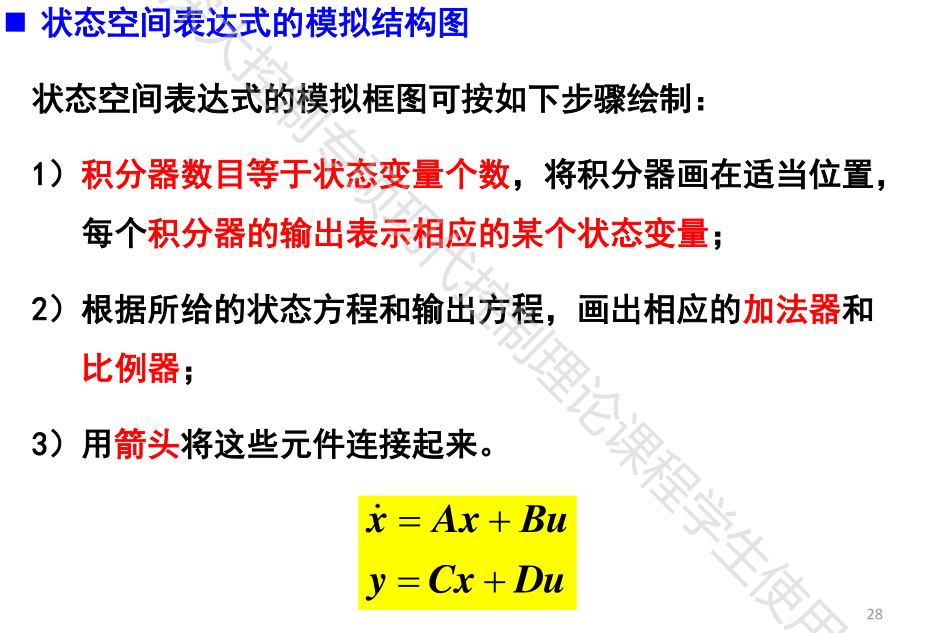 ■ 状态空间表达式的模拟结构图
状态空间表达式的模拟框图可按如下步骤绘制：
1）积分器数目等于状态变量个数，将积分器画在适当位置，
每个积分器的输出表示相应的某个状态变量；
2）根据所给的状态方程和输出方程，画出相应的加法器和
比例器；
3）用箭头将这些元件连接起来。
ẋ = Ax + Bu
y = Cx + Du
28
大控制专硕现代控制理论课程学生使用